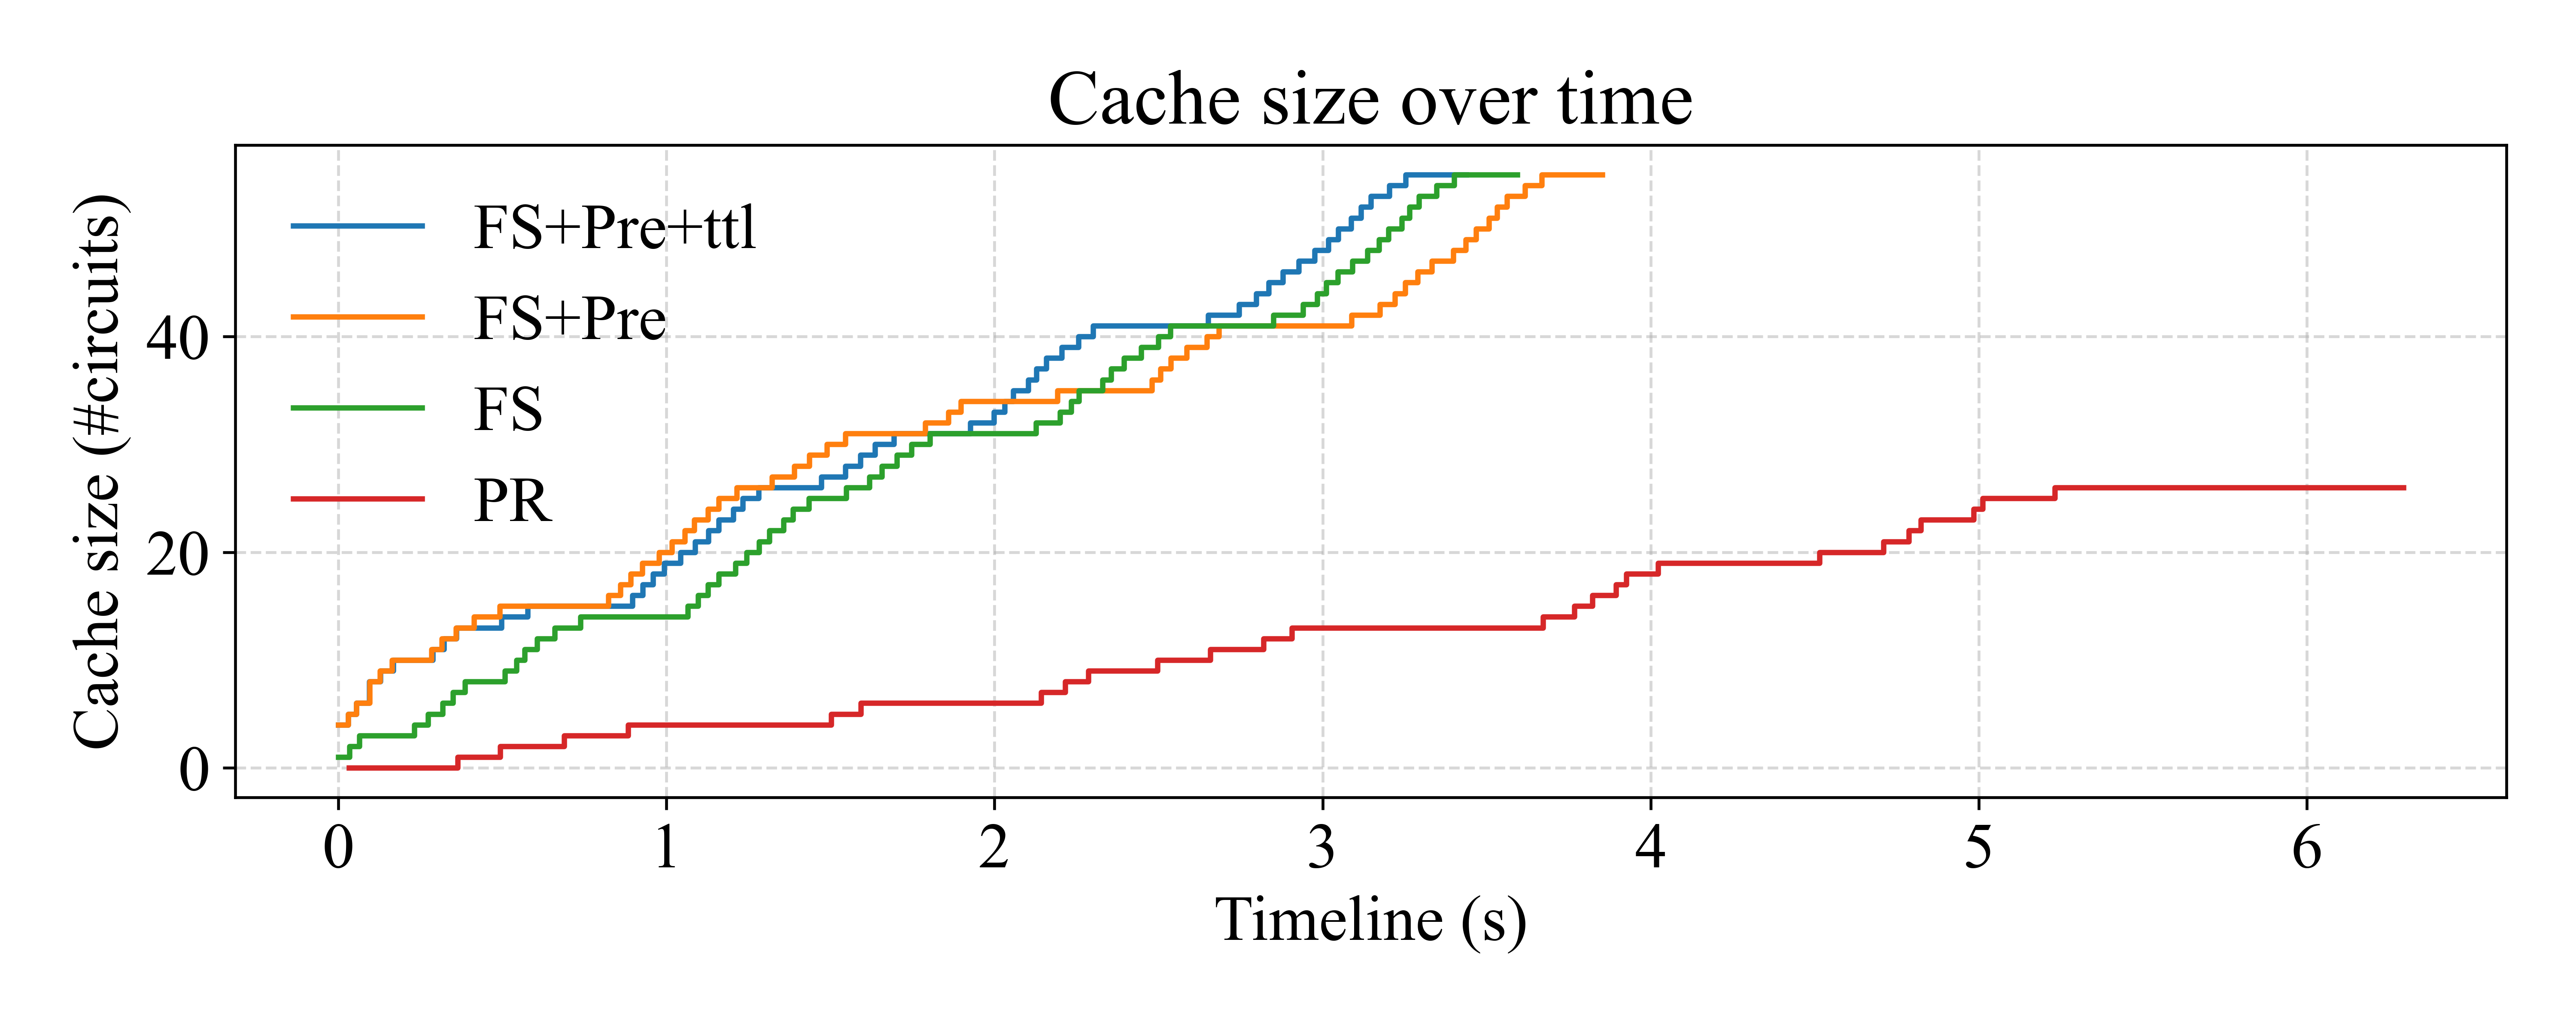 Cache size over time
Cache size (#circuits)
40
20
0
FS+Pre+ttl
FS+Pre
FS
PR
0 1 2 3 4 5 6
Timeline (s)